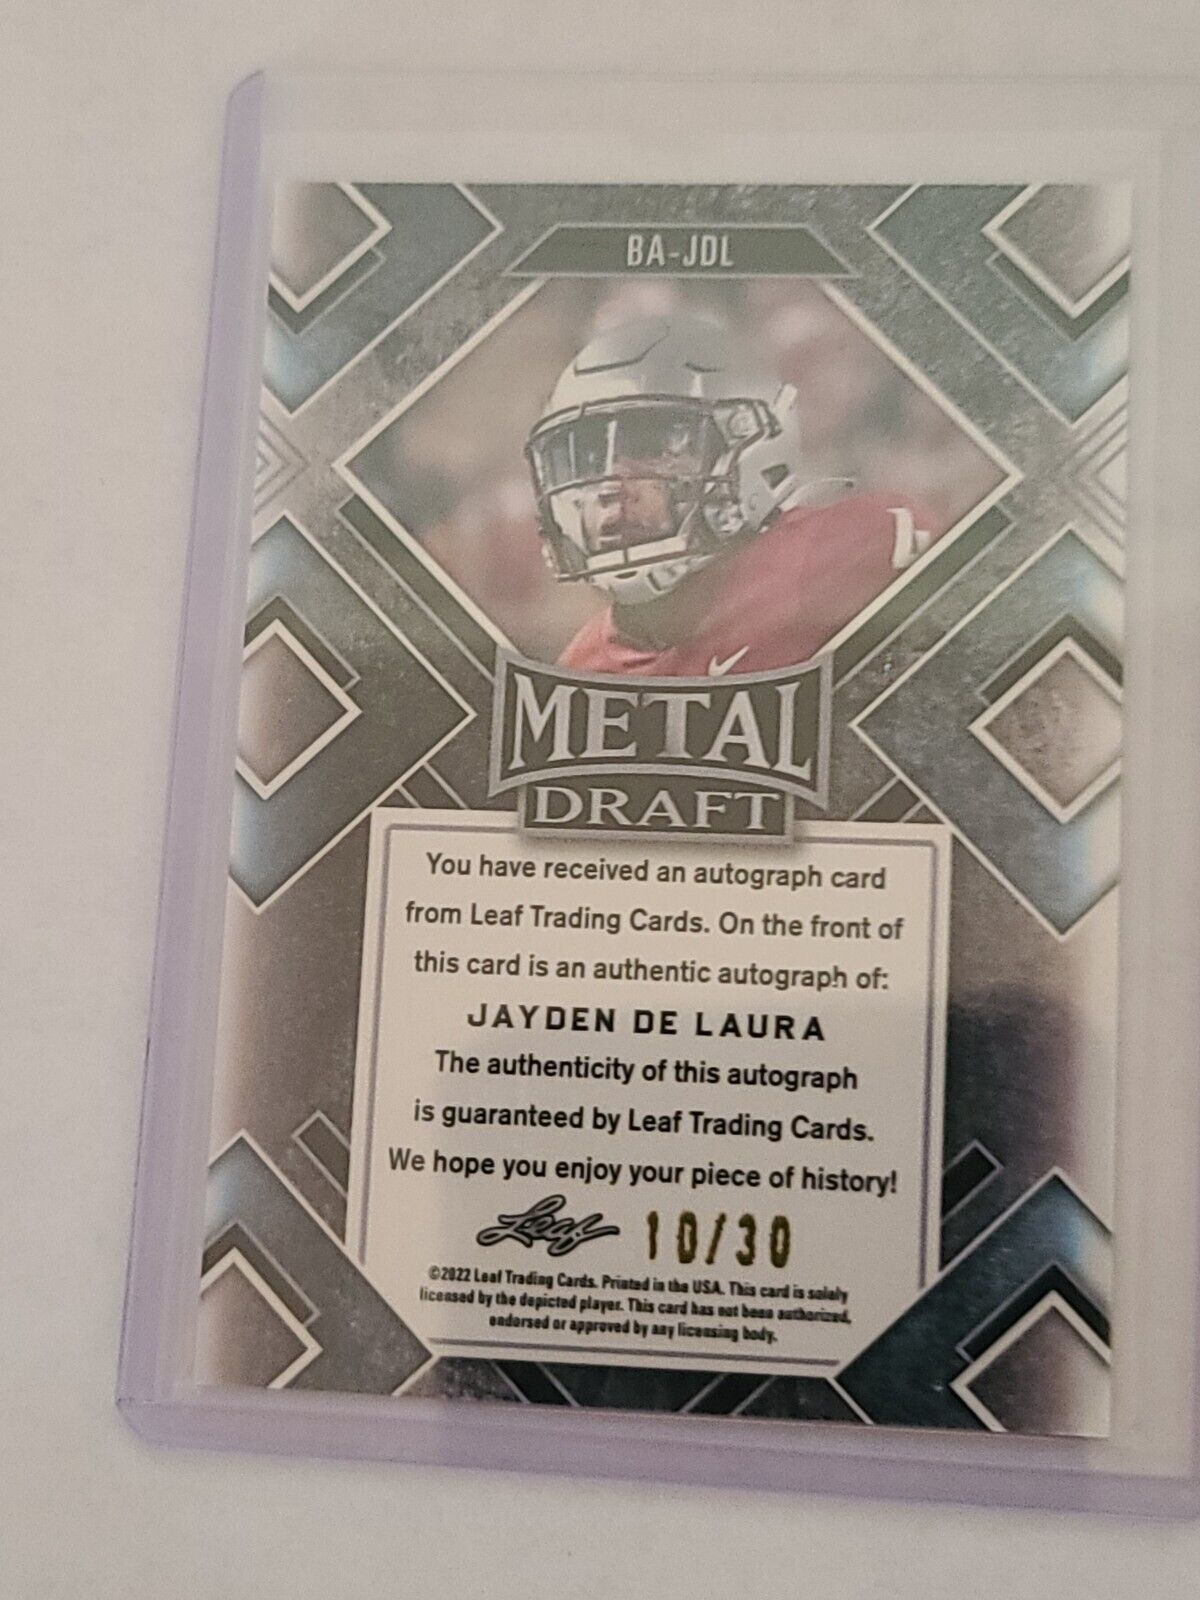 BA-JDL
METAL
DRAFT
You have received an autograph card
from Leaf Trading Cards. On the front of
this card is an authentic autograph of:
JAYDEN DE LAURA
The authenticity of this autograph
is guaranteed by Leaf Trading Cards.
We hope you enjoy your piece of history!
Leaf 10/30
©2022 Leaf Trading Cards. Printed in the USA. This card is solely
licensed by the depicted player. This card has not been authorized,
endorsed or approved by any licensing body.